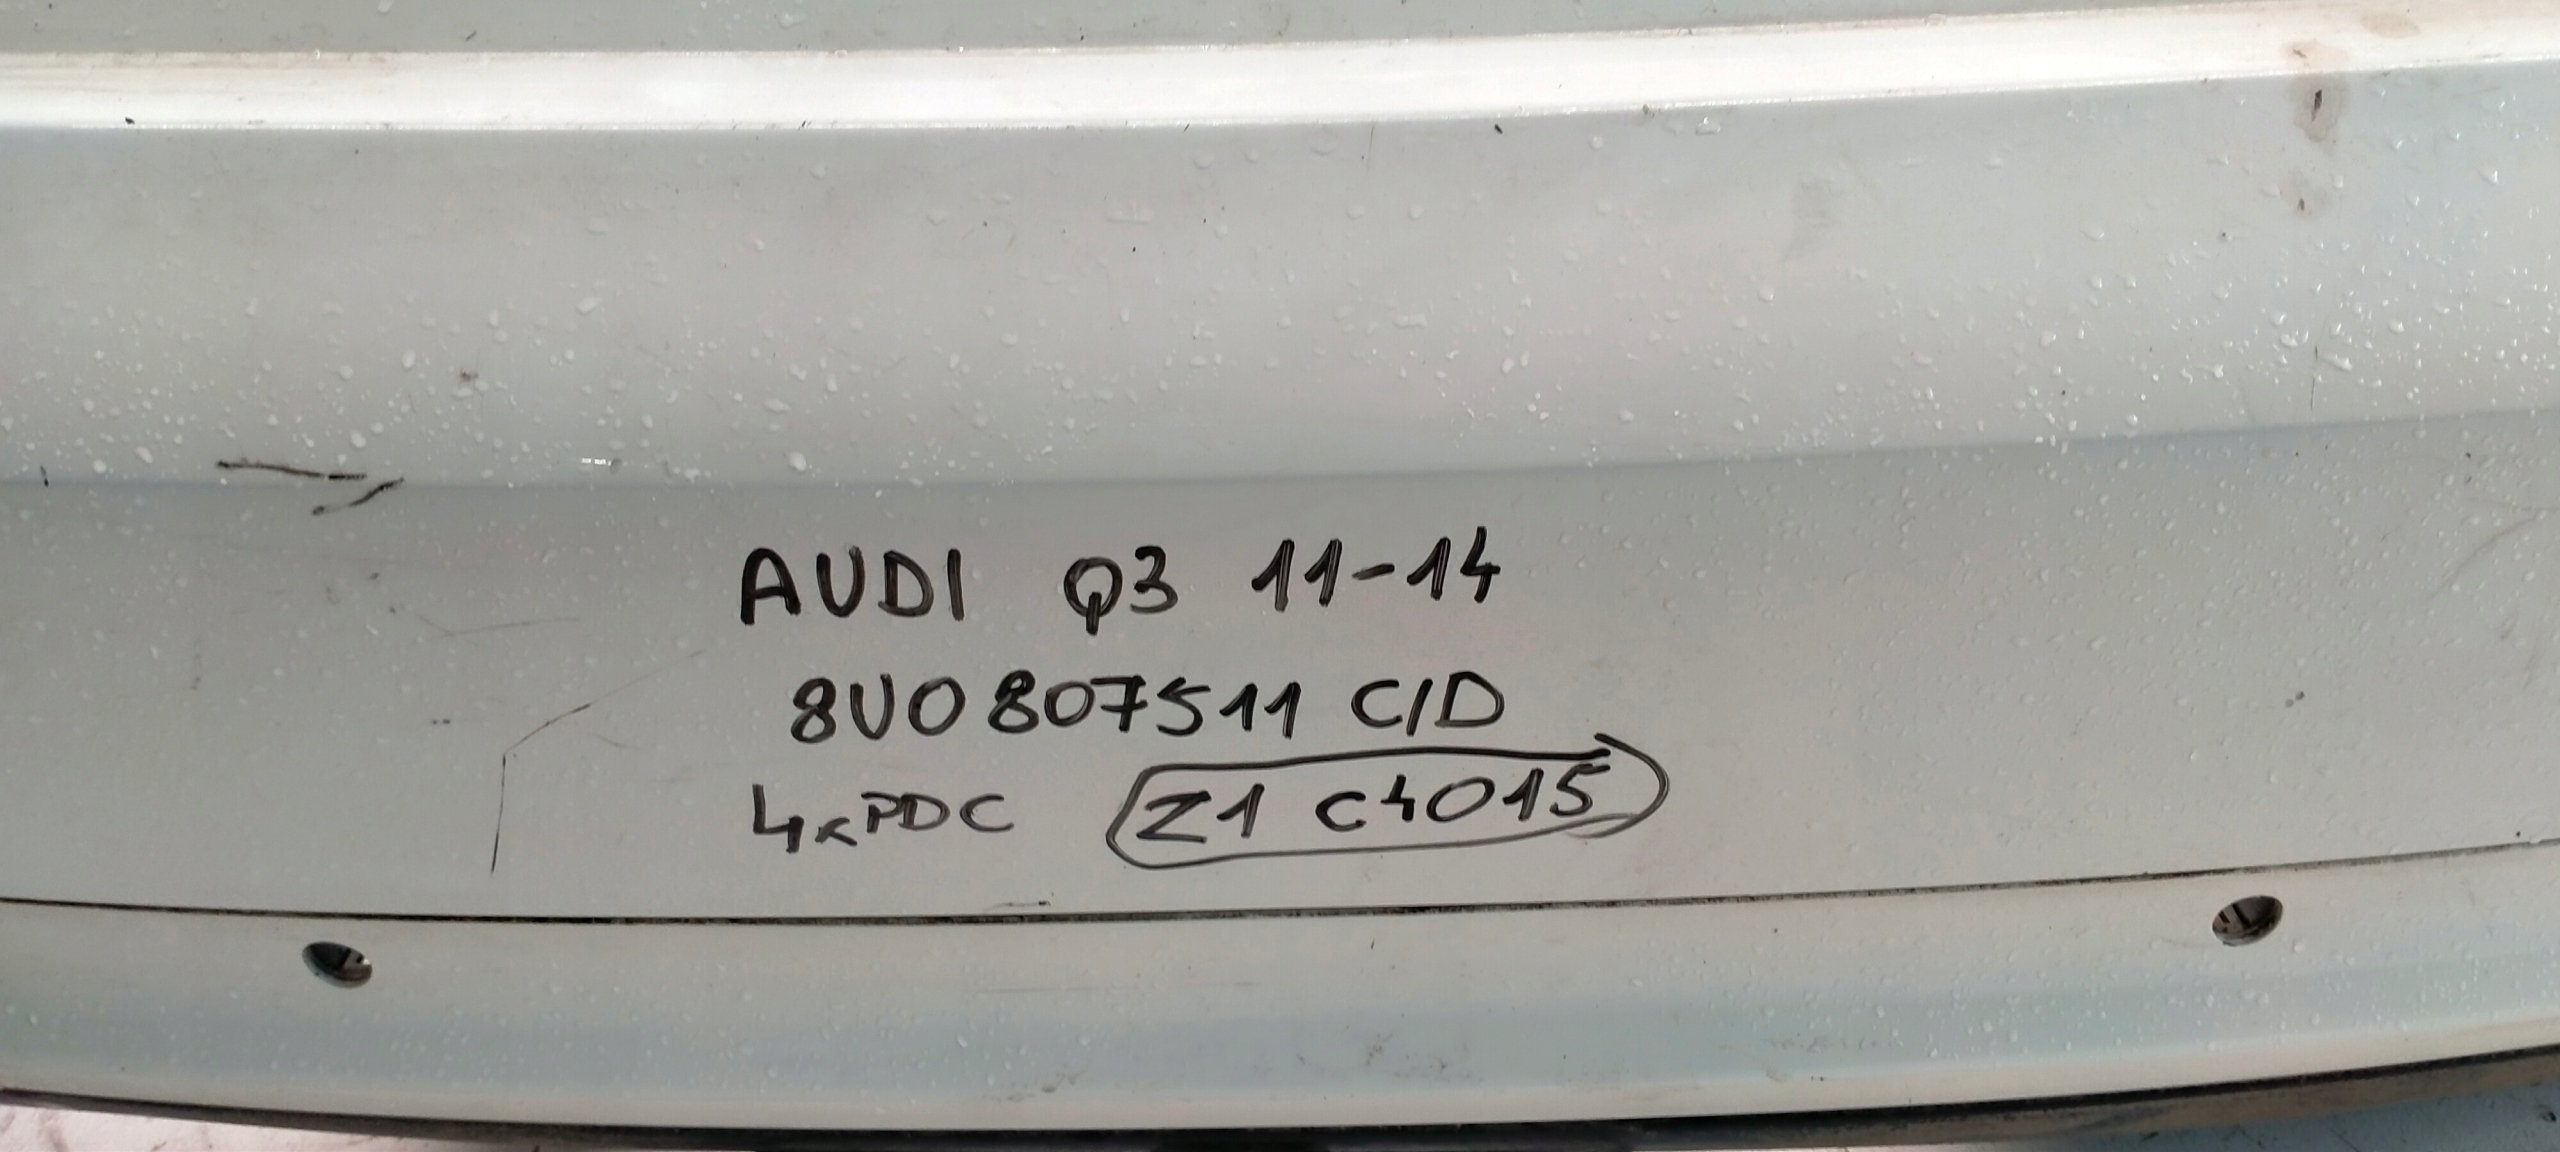 AUDI Q3 11-14
8U0807511 C/D
4xPDC Z1 C4015